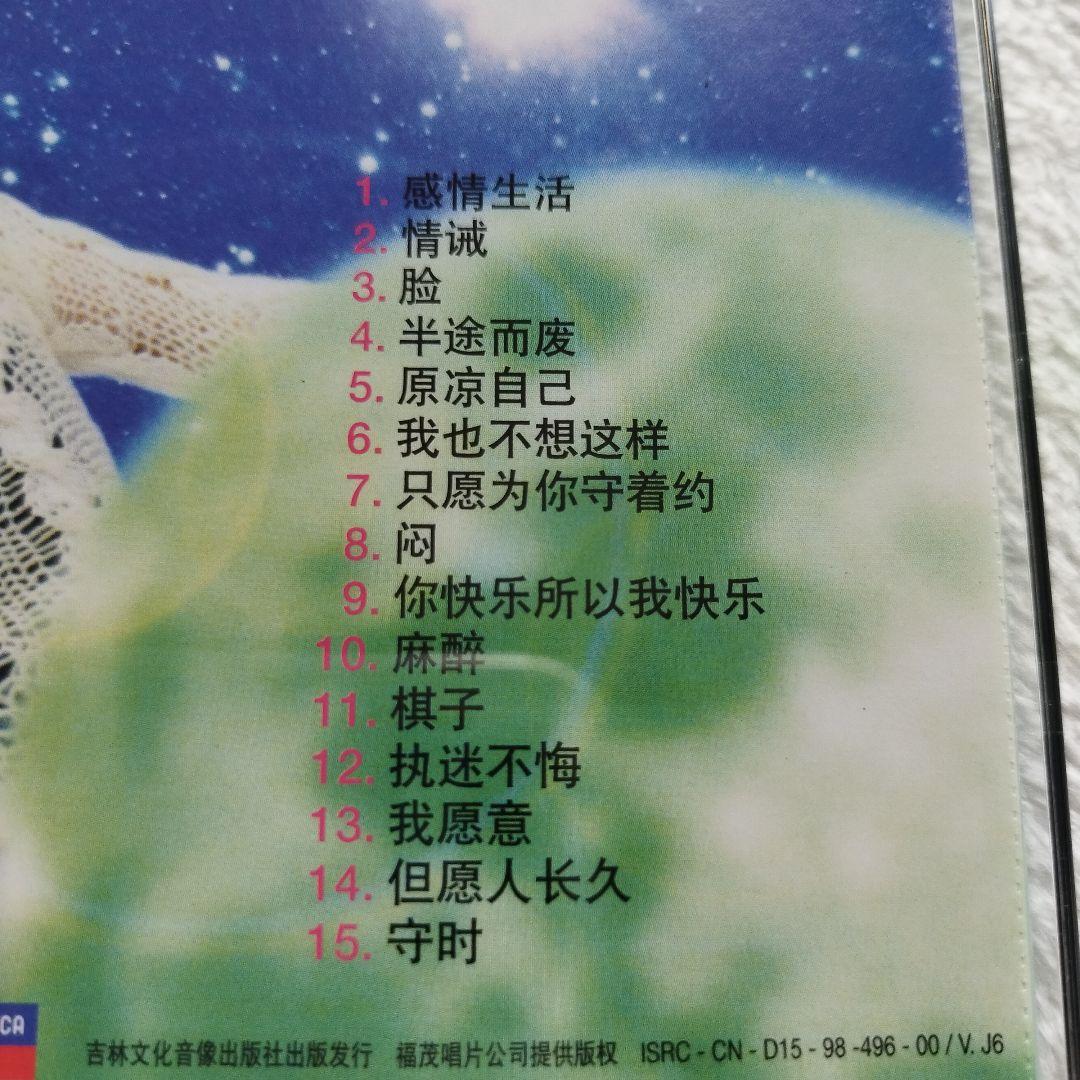 1. 感情生活
2. 情诫
3. 脸
4. 半途而废
5. 原凉自己
6. 我也不想这样
7. 只愿为你守着约
8. 闷
9. 你快乐所以我快乐
10. 麻醉
11. 棋子
12. 执迷不悔
13. 我愿意
14. 但愿人长久
15. 守时
CA
吉林文化音像出版社出版发行 福茂唱片公司提供版权 ISRC - CN - D15 - 98 -496 - 00 / V. J6